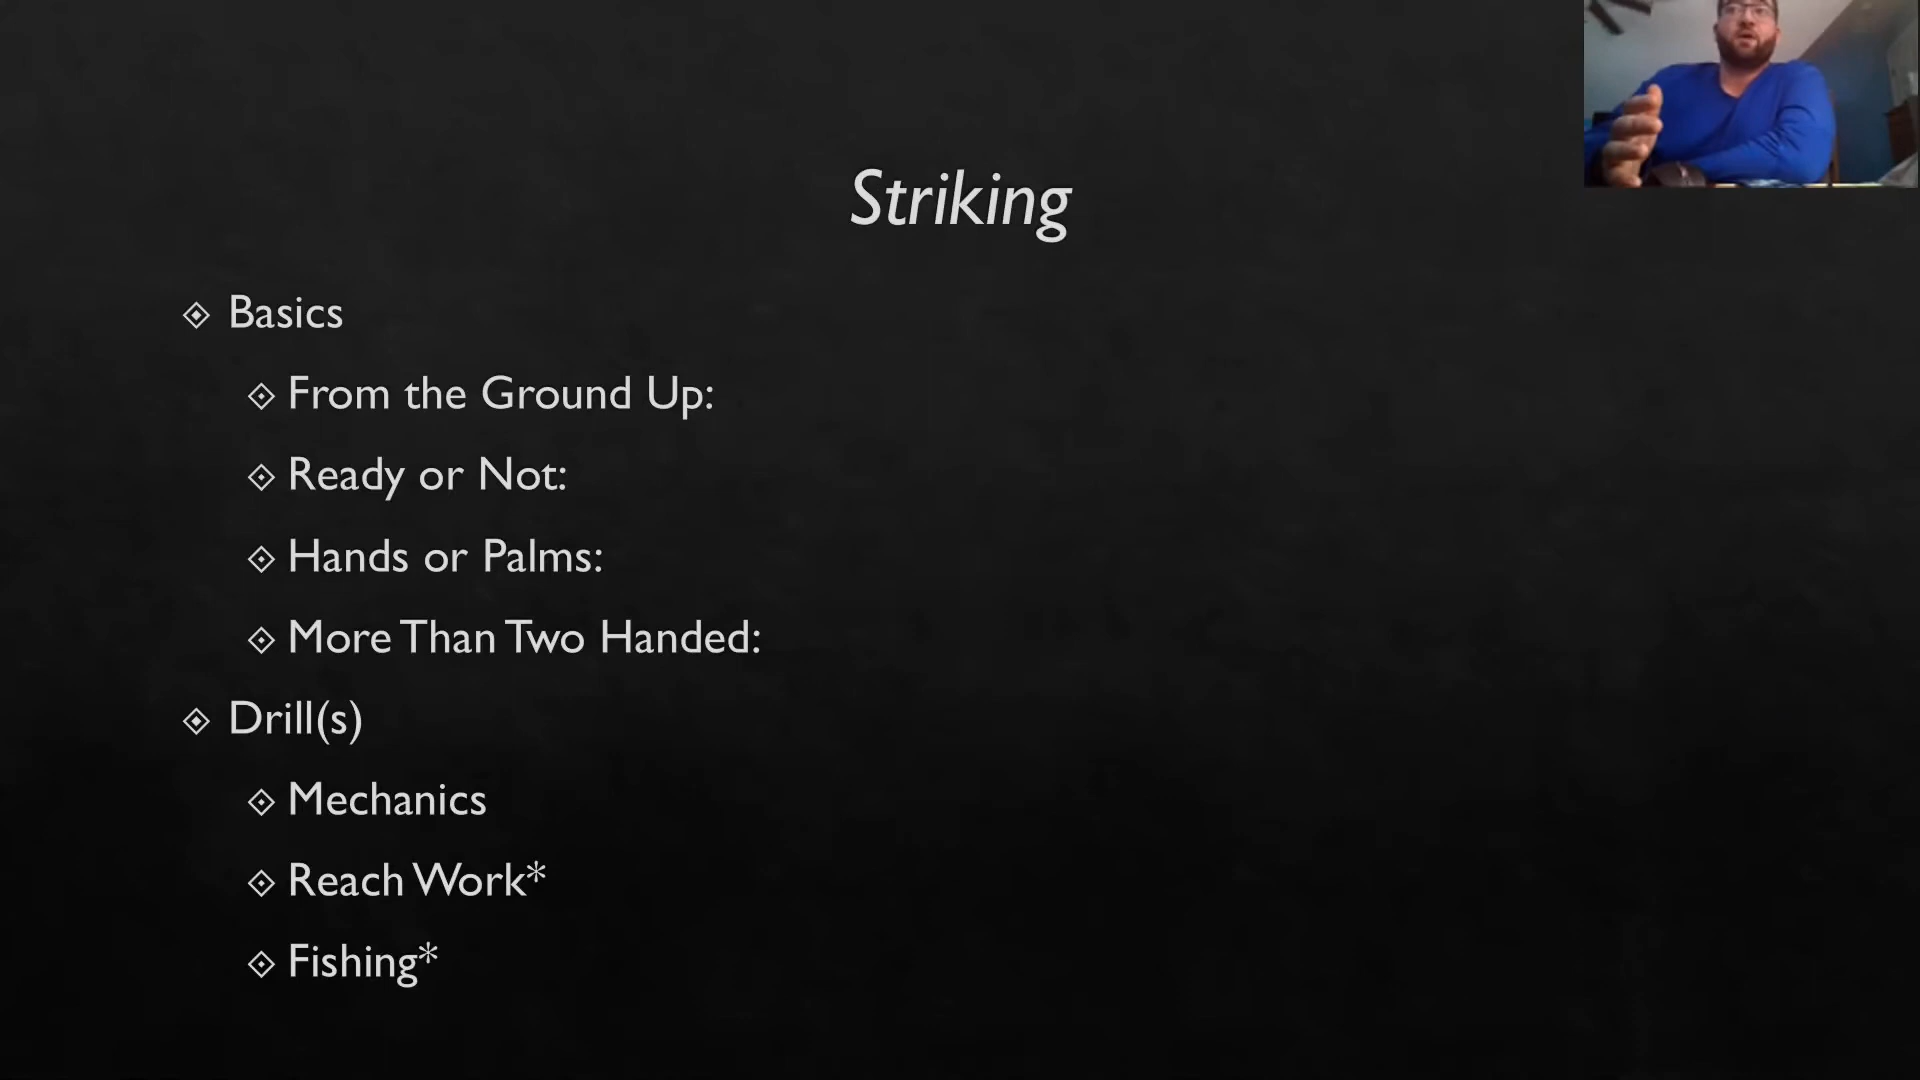 Striking
Basics
From the Ground Up:
Ready or Not:
Hands or Palms:
More Than Two Handed:
Drill(s)
Mechanics
Reach Work*
Fishing*